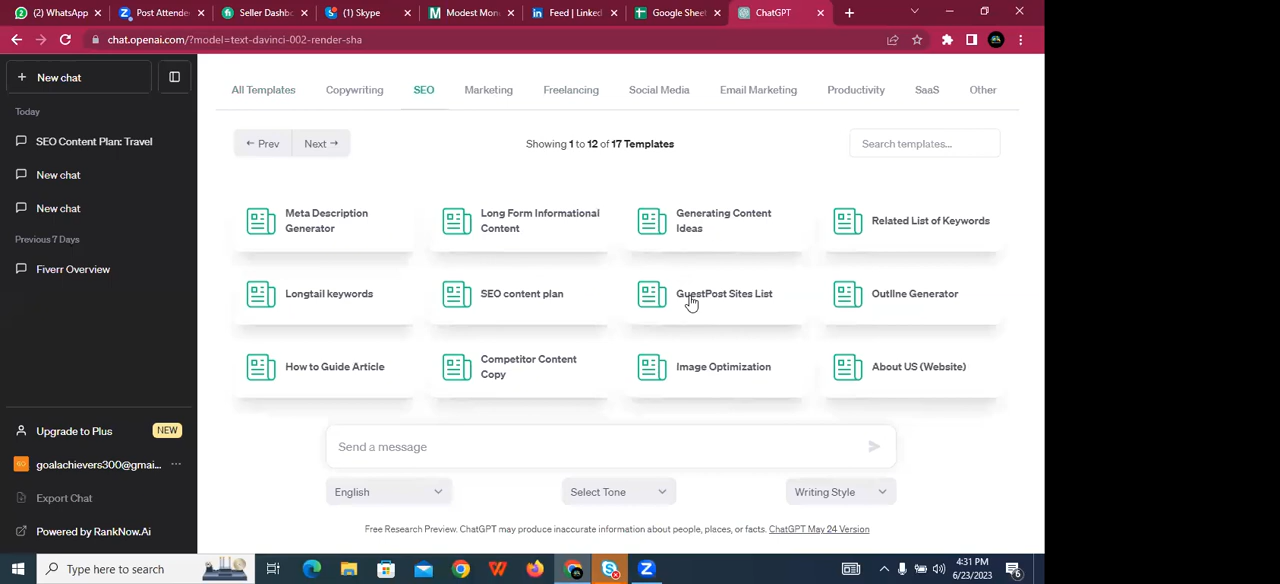 (2) WhatsApp
Post Attende
Seller Dashb
(1) Skype
Modest Mon
Feed | Linked
Google Sheet
ChatGPT
chat.openai.com/?model=text-davinci-002-render-sha
New chat
Today
SEO Content Plan: Travel
New chat
New chat
Previous 7 Days
Fiverr Overview
Upgrade to Plus
NEW
goalachievers300@gmai...
Export Chat
Powered by RankNow.Ai
All Templates
Copywriting
SEO
Marketing
Freelancing
Social Media
Email Marketing
Productivity
SaaS
Other
← Prev
Next →
Showing 1 to 12 of 17 Templates
Search templates...
Meta Description
Generator
Long Form Informational
Content
Generating Content
Ideas
Related List of Keywords
Longtail keywords
SEO content plan
GuestPost Sites List
OutlIne Generator
How to Guide Article
Competitor Content
Copy
Image Optimization
About US (Website)
Send a message
English
Select Tone
Writing Style
Free Research Preview. ChatGPT may produce inaccurate information about people, places, or facts. ChatGPT May 24 Version
Type here to search
4:31 PM
6/23/2023
6